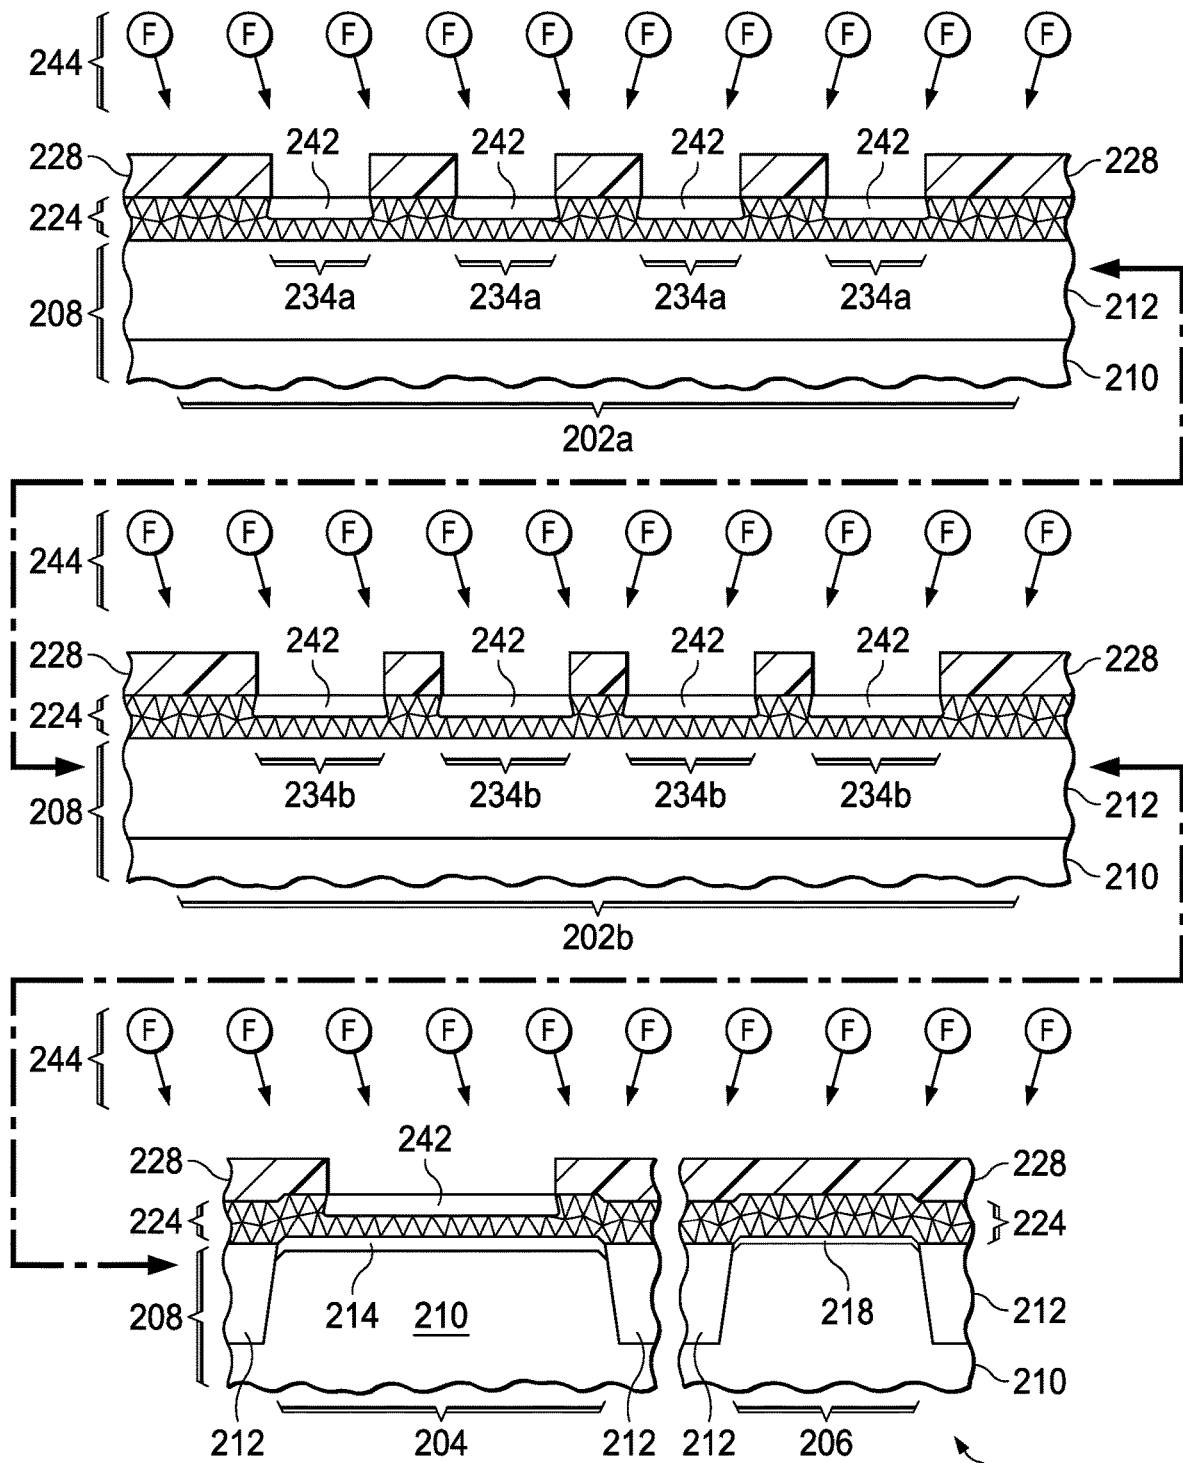 244 F F F F F F F F F F
242 242 242 242
228 228
224
234a 234a 234a 234a
208 212
210
202a
244 F F F F F F F F F F
242 242 242 242
228 228
224
234b 234b 234b 234b
208 212
210
202b
244 F F F F F F F F F F
242
228 228
224 224
214 210 218 212
208
210
212 204 212 212 206